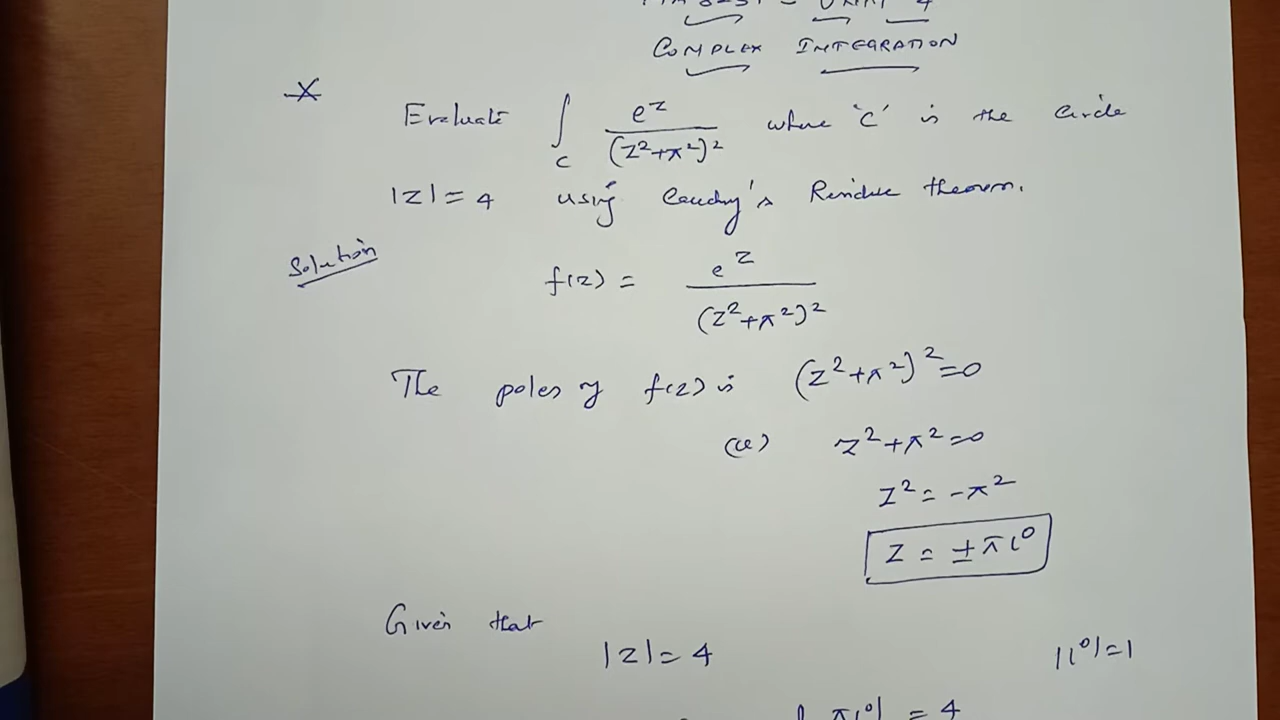 COMPLEX INTEGRATION
Evaluate ∫_C e^z/(z²+π²)² where 'C' is the circle
|z| = 4 using Cauchy's Residue theorem.
Solution
f(z) = e^z/(z²+π²)²
The poles of f(z) is (z²+π²)² = 0
(ie) z²+π² = 0
z² = -π²
z = ±πi
Given that
|z| = 4 |i| = 1
πi| = 4